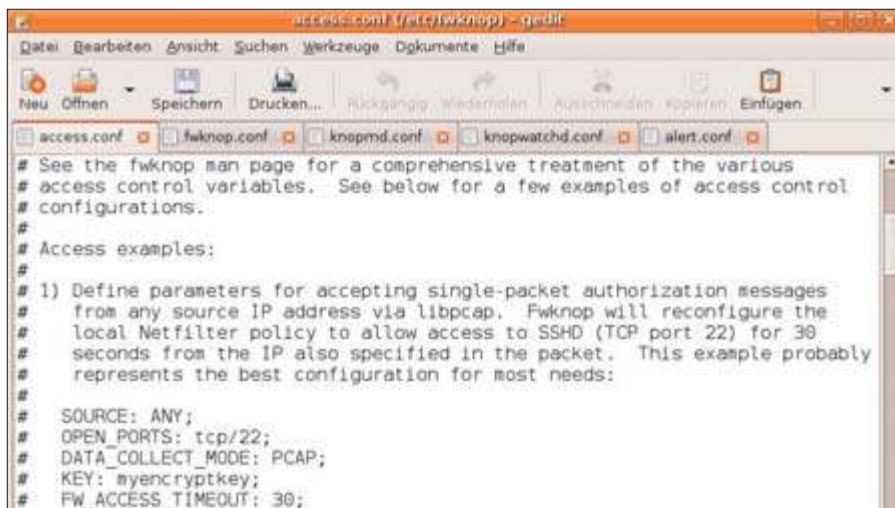 access.conf (/etc/fwknop) - gedit
Datei Bearbeiten Ansicht Suchen Werkzeuge Dokumente Hilfe
Neu Öffnen Speichern Drucken... Rückgängig Wiederholen Ausschneiden Kopieren Einfügen
access.conf fwknop.conf knopmd.conf knopwatchd.conf alert.conf
# See the fwknop man page for a comprehensive treatment of the various
# access control variables.  See below for a few examples of access control
# configurations.
#
# Access examples:
#
# 1) Define parameters for accepting single-packet authorization messages
#    from any source IP address via libpcap.  Fwknop will reconfigure the
#    local Netfilter policy to allow access to SSHD (TCP port 22) for 30
#    seconds from the IP also specified in the packet.  This example probably
#    represents the best configuration for most needs:
#
#   SOURCE: ANY;
#   OPEN_PORTS: tcp/22;
#   DATA_COLLECT_MODE: PCAP;
#   KEY: myencryptkey;
#   FW_ACCESS_TIMEOUT: 30;